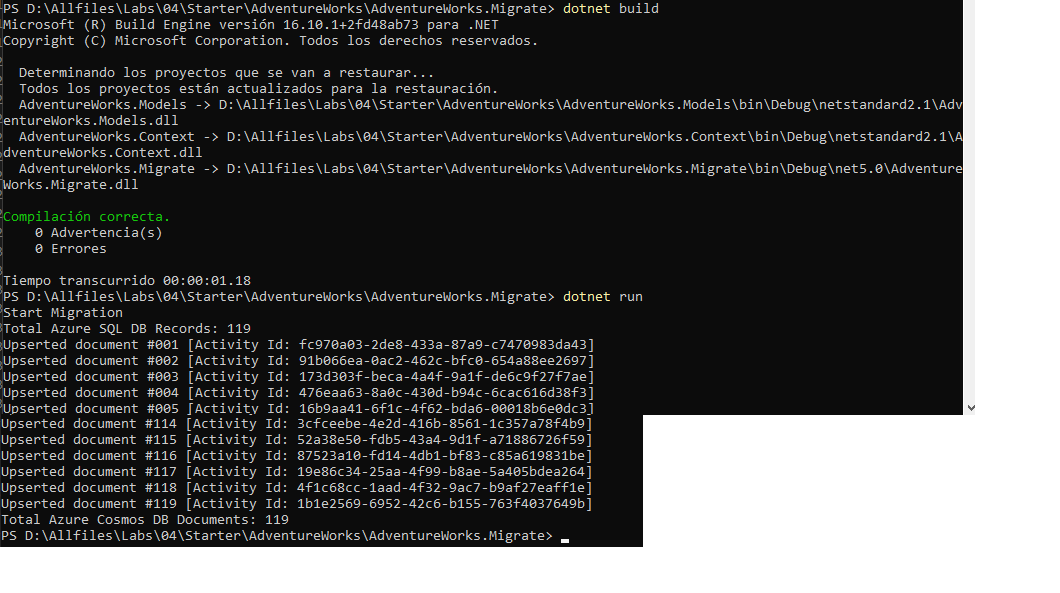 PS D:\Allfiles\Labs\04\Starter\AdventureWorks\AdventureWorks.Migrate> dotnet build
Microsoft (R) Build Engine versión 16.10.1+2fd48ab73 para .NET
Copyright (C) Microsoft Corporation. Todos los derechos reservados.
Determinando los proyectos que se van a restaurar...
Todos los proyectos están actualizados para la restauración.
AdventureWorks.Models -> D:\Allfiles\Labs\04\Starter\AdventureWorks\AdventureWorks.Models\bin\Debug\netstandard2.1\Adv
entureWorks.Models.dll
AdventureWorks.Context -> D:\Allfiles\Labs\04\Starter\AdventureWorks\AdventureWorks.Context\bin\Debug\netstandard2.1\A
dventureWorks.Context.dll
AdventureWorks.Migrate -> D:\Allfiles\Labs\04\Starter\AdventureWorks\AdventureWorks.Migrate\bin\Debug\net5.0\Adventure
Works.Migrate.dll
Compilación correcta.
0 Advertencia(s)
0 Errores
Tiempo transcurrido 00:00:01.18
PS D:\Allfiles\Labs\04\Starter\AdventureWorks\AdventureWorks.Migrate> dotnet run
Start Migration
Total Azure SQL DB Records: 119
Upserted document #001 [Activity Id: fc970a03-2de8-433a-87a9-c7470983da43]
Upserted document #002 [Activity Id: 91b066ea-0ac2-462c-bfc0-654a88ee2697]
Upserted document #003 [Activity Id: 173d303f-beca-4a4f-9a1f-de6c9f27f7ae]
Upserted document #004 [Activity Id: 476eaa63-8a0c-430d-b94c-6cac616d38f3]
Upserted document #005 [Activity Id: 16b9aa41-6f1c-4f62-bda6-00018b6e0dc3]
Upserted document #114 [Activity Id: 3cfceebe-4e2d-416b-8561-1c357a78f4b9]
Upserted document #115 [Activity Id: 52a38e50-fdb5-43a4-9d1f-a71886726f59]
Upserted document #116 [Activity Id: 87523a10-fd14-4db1-bf83-c85a619831be]
Upserted document #117 [Activity Id: 19e86c34-25aa-4f99-b8ae-5a405bdea264]
Upserted document #118 [Activity Id: 4f1c68cc-1aad-4f32-9ac7-b9af27eaff1e]
Upserted document #119 [Activity Id: 1b1e2569-6952-42c6-b155-763f4037649b]
Total Azure Cosmos DB Documents: 119
PS D:\Allfiles\Labs\04\Starter\AdventureWorks\AdventureWorks.Migrate>